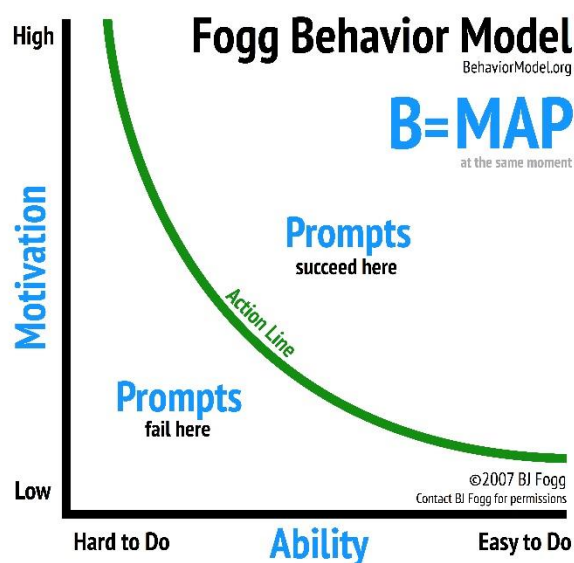 Fogg Behavior Model
BehaviorModel.org
B=MAP
at the same moment
High
Motivation
Low
Prompts
succeed here
Action Line
Prompts
fail here
©2007 BJ Fogg
Contact BJ Fogg for permissions
Hard to Do
Ability
Easy to Do